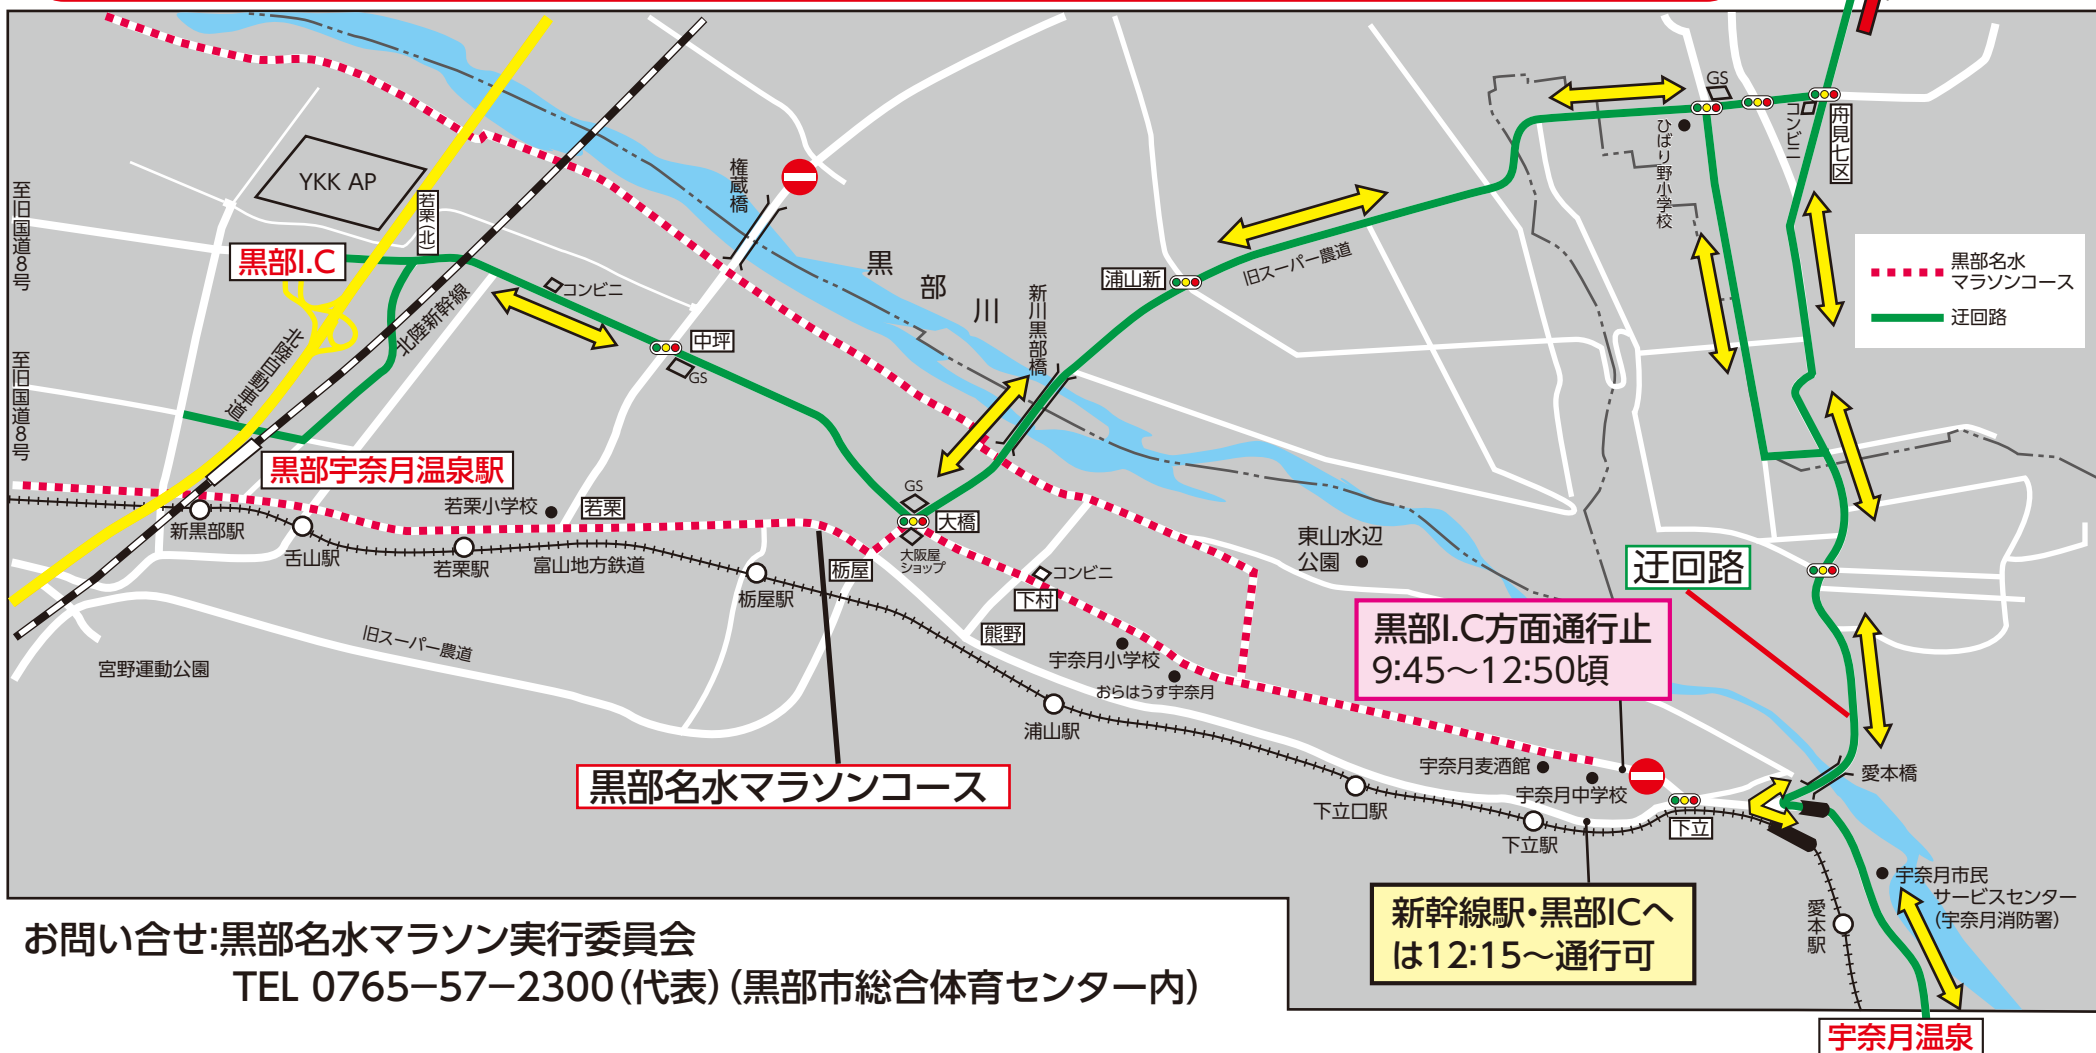 YKK AP
若栗(北)
至旧国道8号
黒部I.C
至旧国道8号
北陸自動車道
北陸新幹線
コンビニ
中坪
GS
権蔵橋
黒部川
新川黒部橋
浦山新
旧スーパー農道
GS
ひばり野小学校
コンビニ
舟見七区
黒部名水
マラソンコース
迂回路
黒部宇奈月温泉駅
新黒部駅
舌山駅
若栗小学校
若栗
若栗駅
富山地方鉄道
GS
大橋
大阪屋
ショップ
栃屋
栃屋駅
コンビニ
下村
熊野
宇奈月小学校
おらはうす宇奈月
浦山駅
東山水辺
公園
迂回路
黒部I.C方面通行止
9:45〜12:50頃
旧スーパー農道
宮野運動公園
黒部名水マラソンコース
宇奈月麦酒館
宇奈月中学校
下立口駅
下立駅
下立
愛本橋
新幹線駅・黒部ICへ
は12:15〜通行可
宇奈月市民
サービスセンター
(宇奈月消防署)
愛本駅
宇奈月温泉
お問い合せ:黒部名水マラソン実行委員会
TEL 0765−57−2300(代表)(黒部市総合体育センター内)